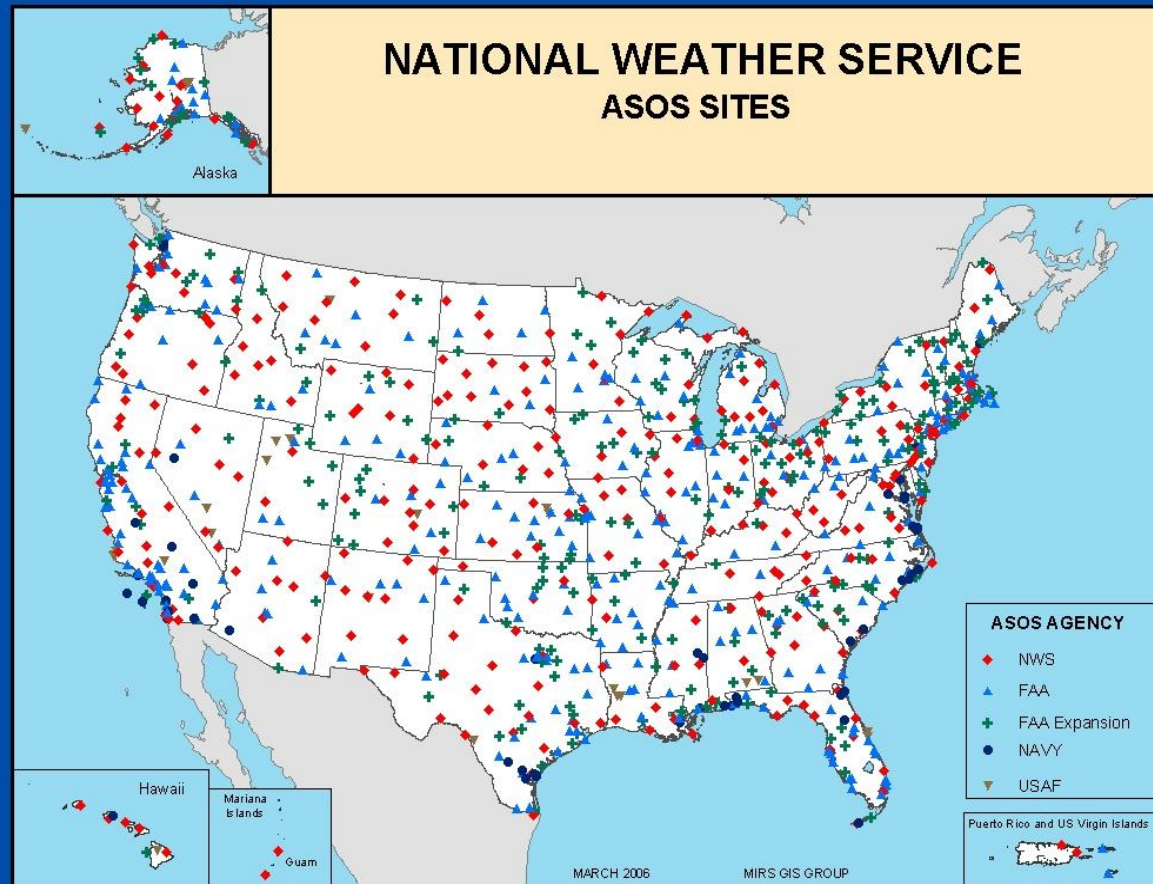 NATIONAL WEATHER SERVICE
ASOS SITES
Alaska
ASOS AGENCY
NWS
FAA
FAA Expansion
NAVY
USAF
Hawaii
Mariana
Islands
Guam
Puerto Rico and US Virgin Islands
MARCH 2006
MIRS GIS GROUP